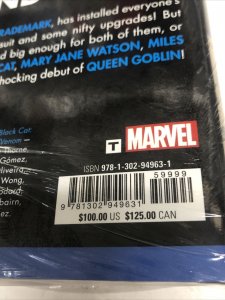 TRADEMARK, has installed everyone's
suit and some nifty upgrades! But
big enough for both of them, or
CAT, MARY JANE WATSON, MILES
hocking debut of QUEEN GOBLIN!
Black Cat:
Venom —
Gómez,
Wong,
T MARVEL
ISBN 978-1-302-94963-1
59999
9 781302 949631
$100.00 US $125.00 CAN